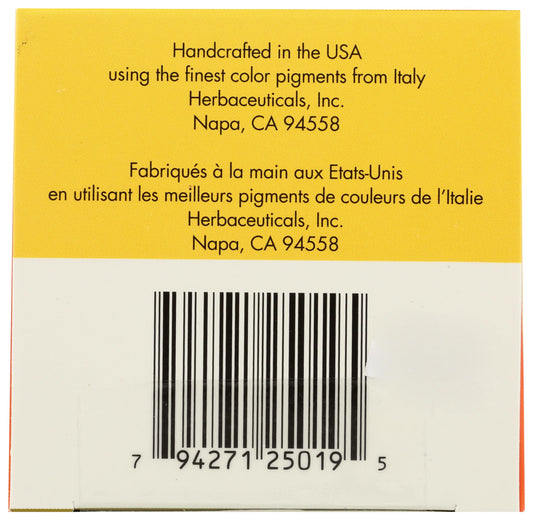 Handcrafted in the USA
using the finest color pigments from Italy
Herbaceuticals, Inc.
Napa, CA 94558
Fabriqués à la main aux Etats-Unis
en utilisant les meilleurs pigments de couleurs de l'Italie
Herbaceuticals, Inc.
Napa, CA 94558
7 94271 25019 5